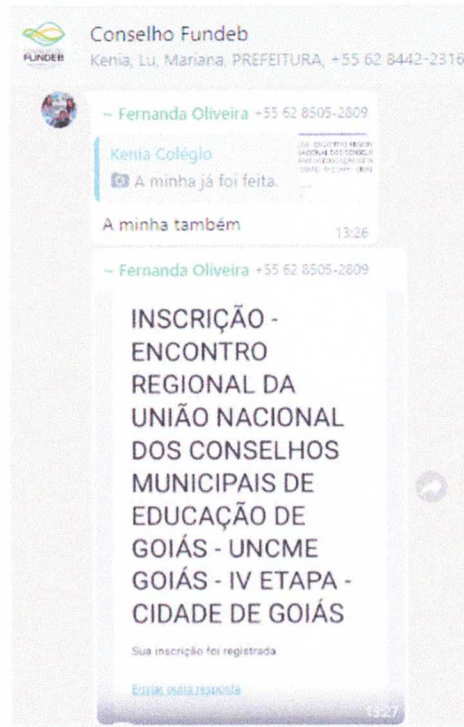 Conselho Fundeb
FUNDEB
Kenia, Lu, Mariana, PREFEITURA, +55 62 8442-2316
~ Fernanda Oliveira +55 62 8505-2809
Kenia Colégio
A minha já foi feita.
A minha também
13:26
~ Fernanda Oliveira +55 62 8505-2809
INSCRIÇÃO -
ENCONTRO
REGIONAL DA
UNIÃO NACIONAL
DOS CONSELHOS
MUNICIPAIS DE
EDUCAÇÃO DE
GOIÁS - UNCME
GOIÁS - IV ETAPA -
CIDADE DE GOIÁS
Sua inscrição foi registrada
Enviar outra resposta
13:27